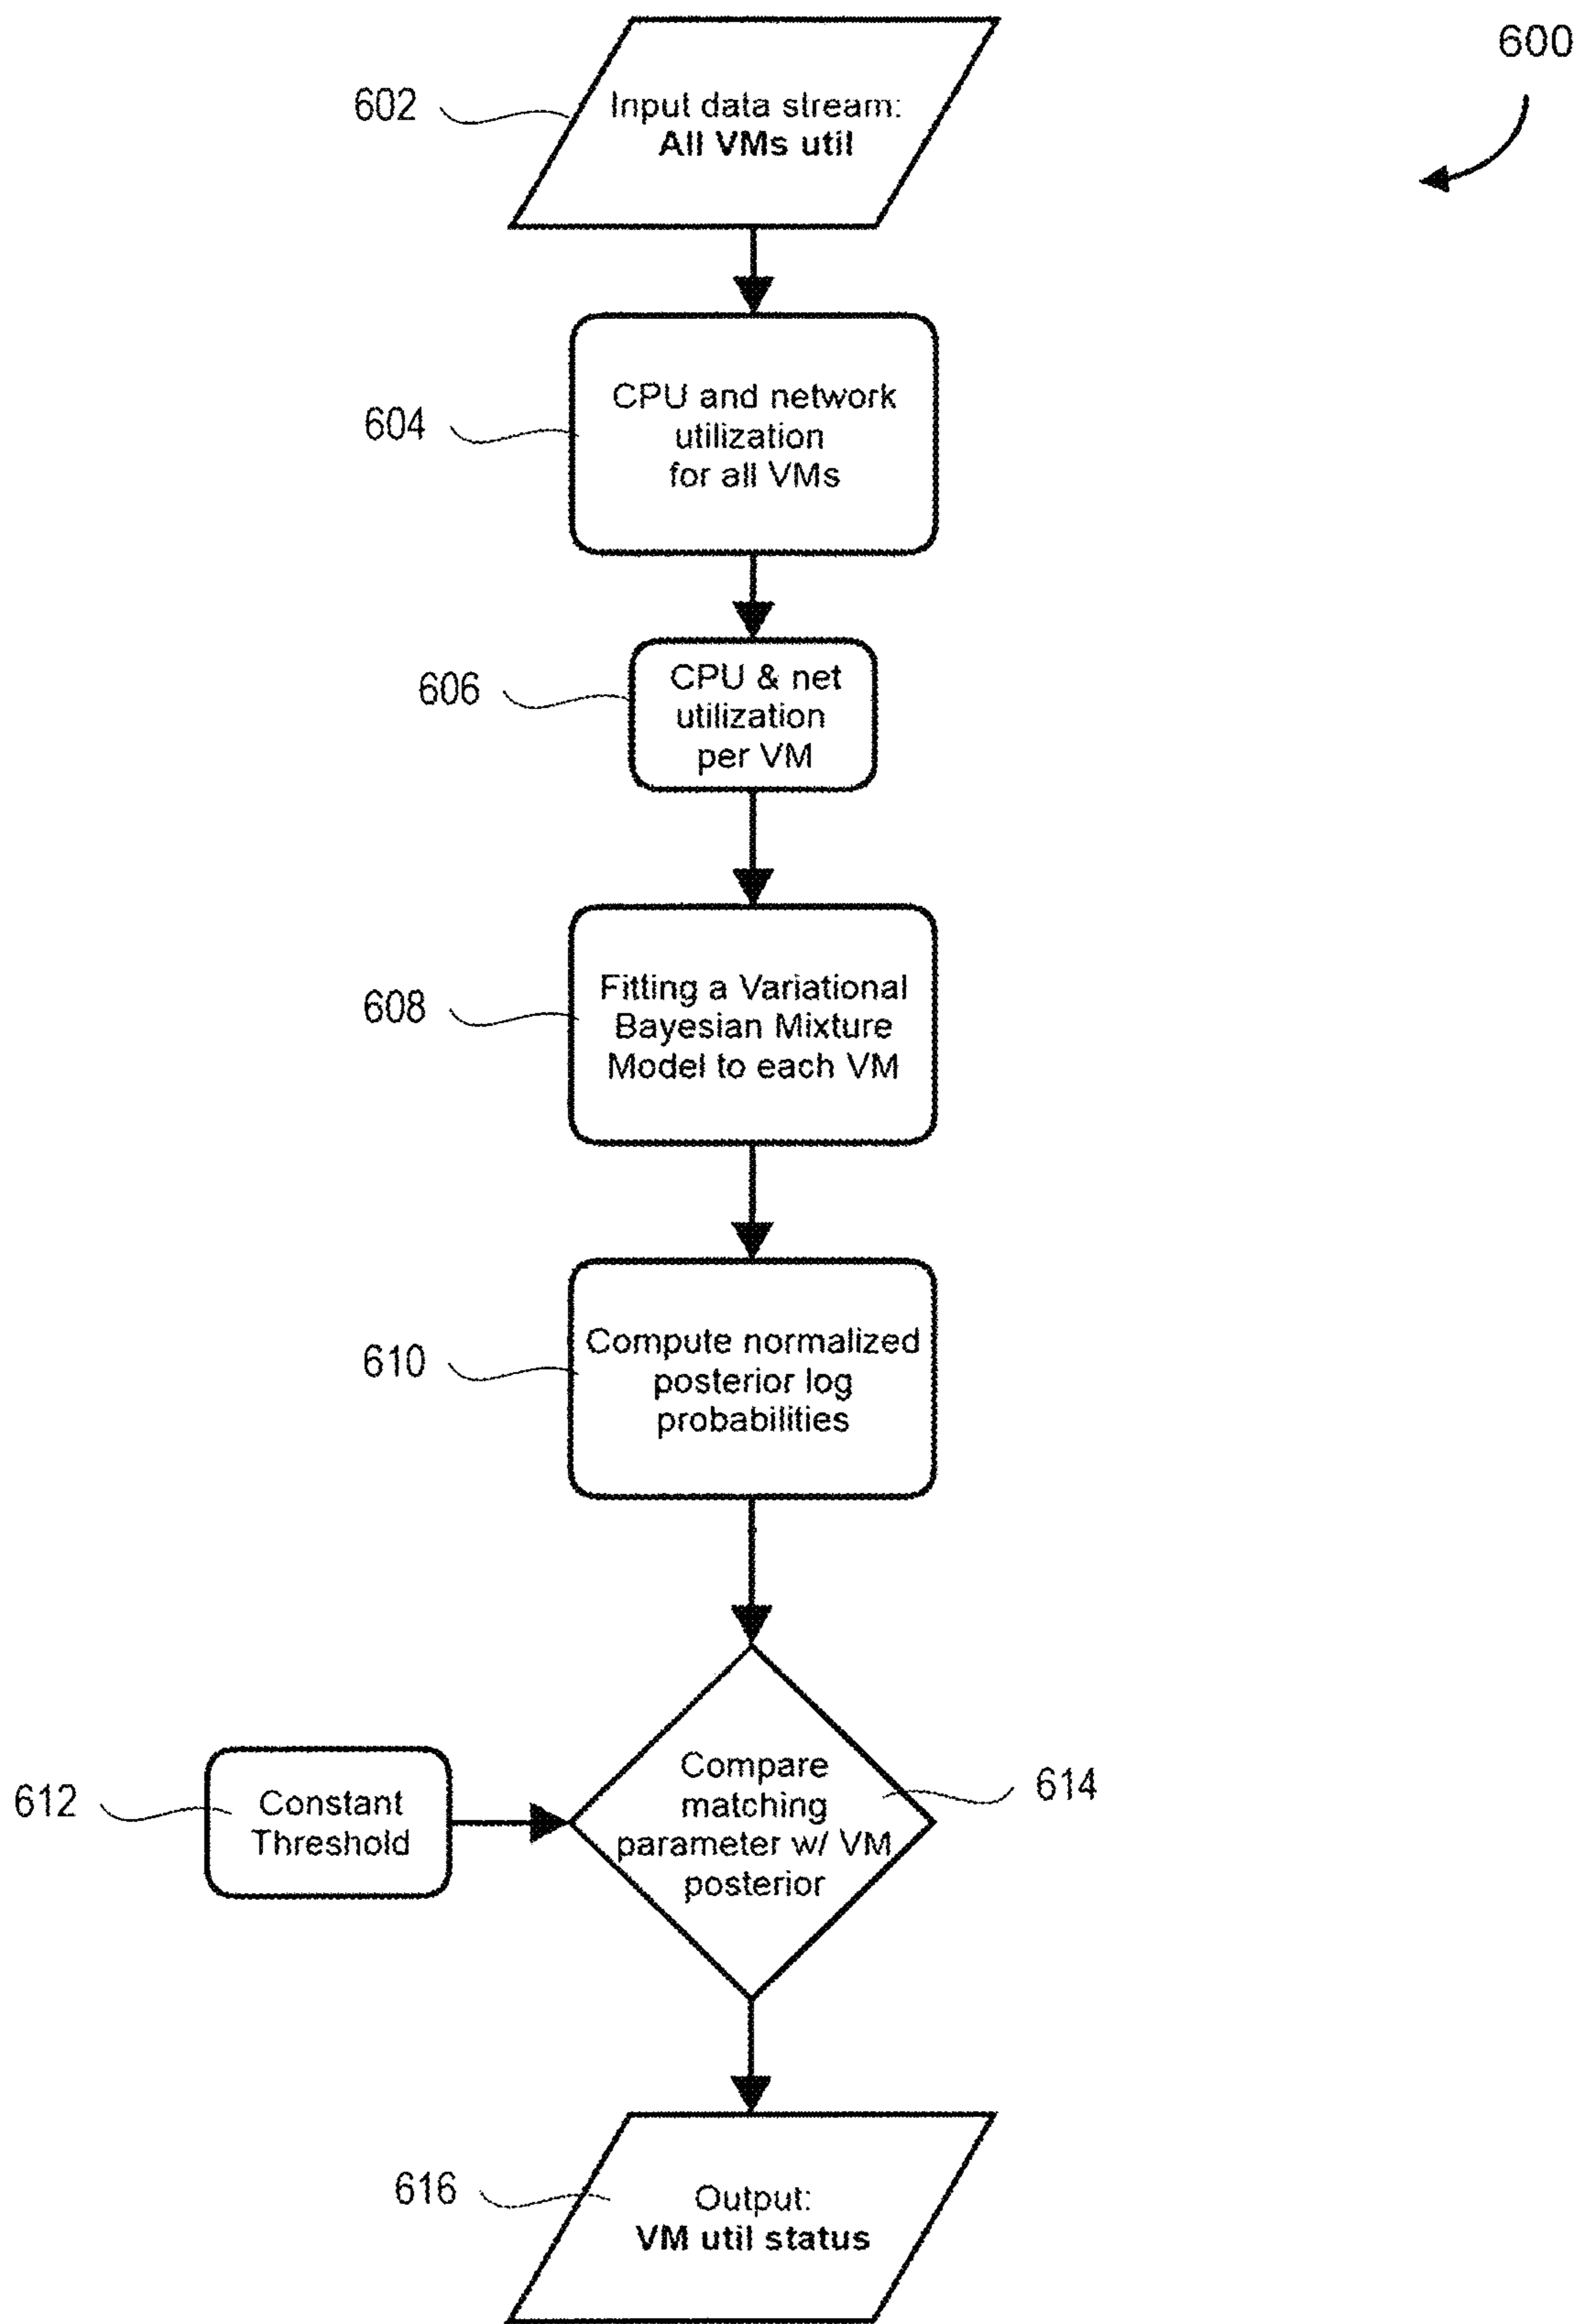 600
602
Input data stream:
All VMs util
604
CPU and network
utilization
for all VMs
606
CPU & net
utilization
per VM
608
Fitting a Variational
Bayesian Mixture
Model to each VM
610
Compute normalized
posterior log
probabilities
612
Constant
Threshold
Compare
matching
parameter w/ VM
posterior
614
616
Output:
VM util status